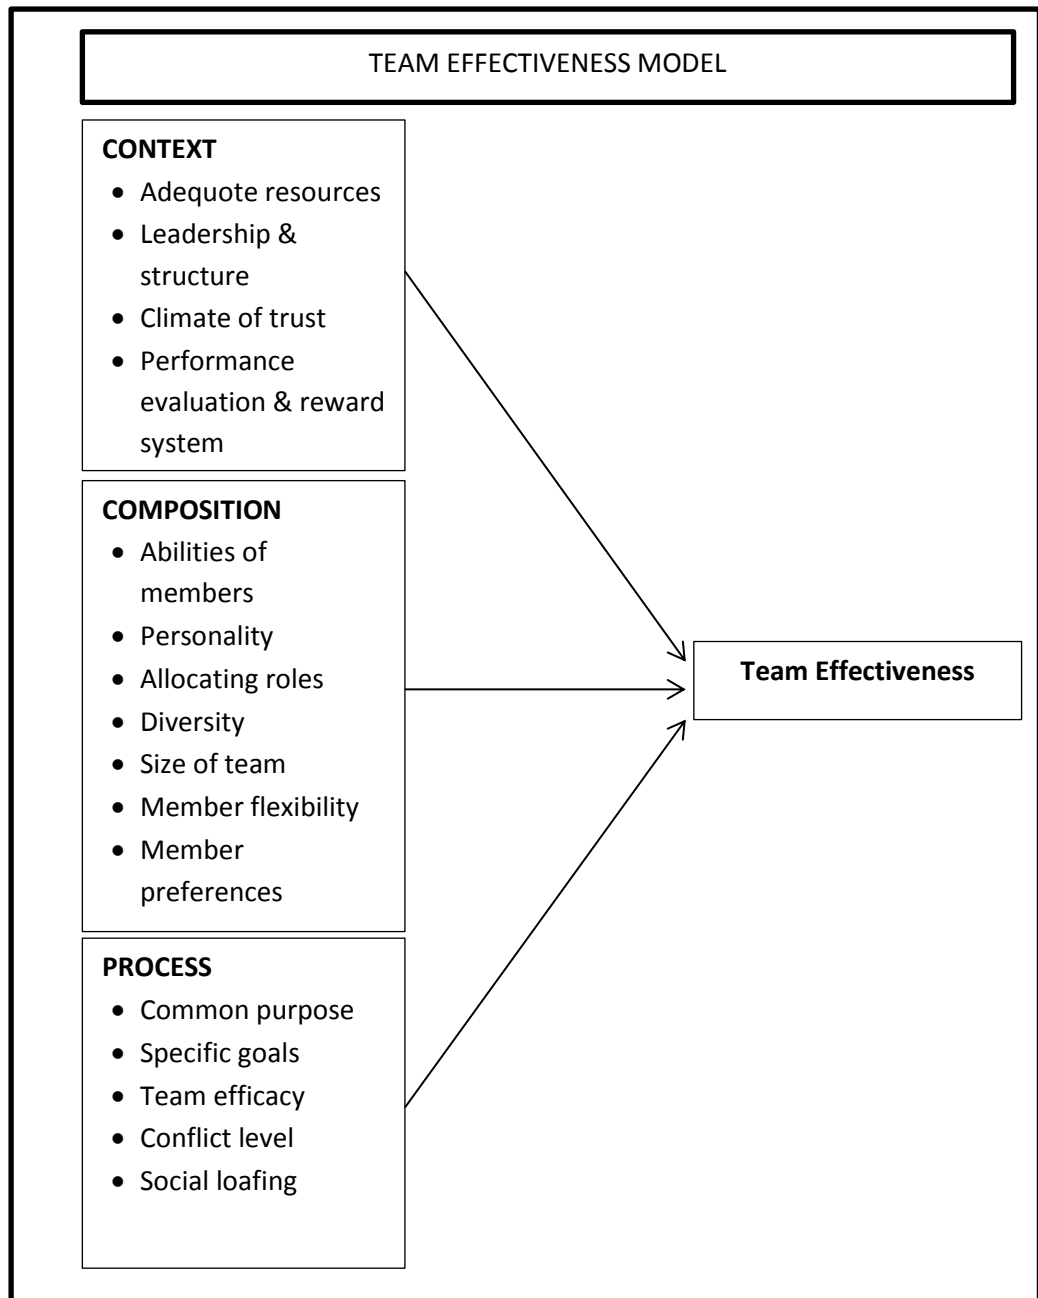 TEAM EFFECTIVENESS MODEL
CONTEXT
• Adequote resources
• Leadership &
structure
• Climate of trust
• Performance
evaluation & reward
system
COMPOSITION
• Abilities of
members
• Personality
• Allocating roles
• Diversity
• Size of team
• Member flexibility
• Member
preferences
PROCESS
• Common purpose
• Specific goals
• Team efficacy
• Conflict level
• Social loafing
Team Effectiveness